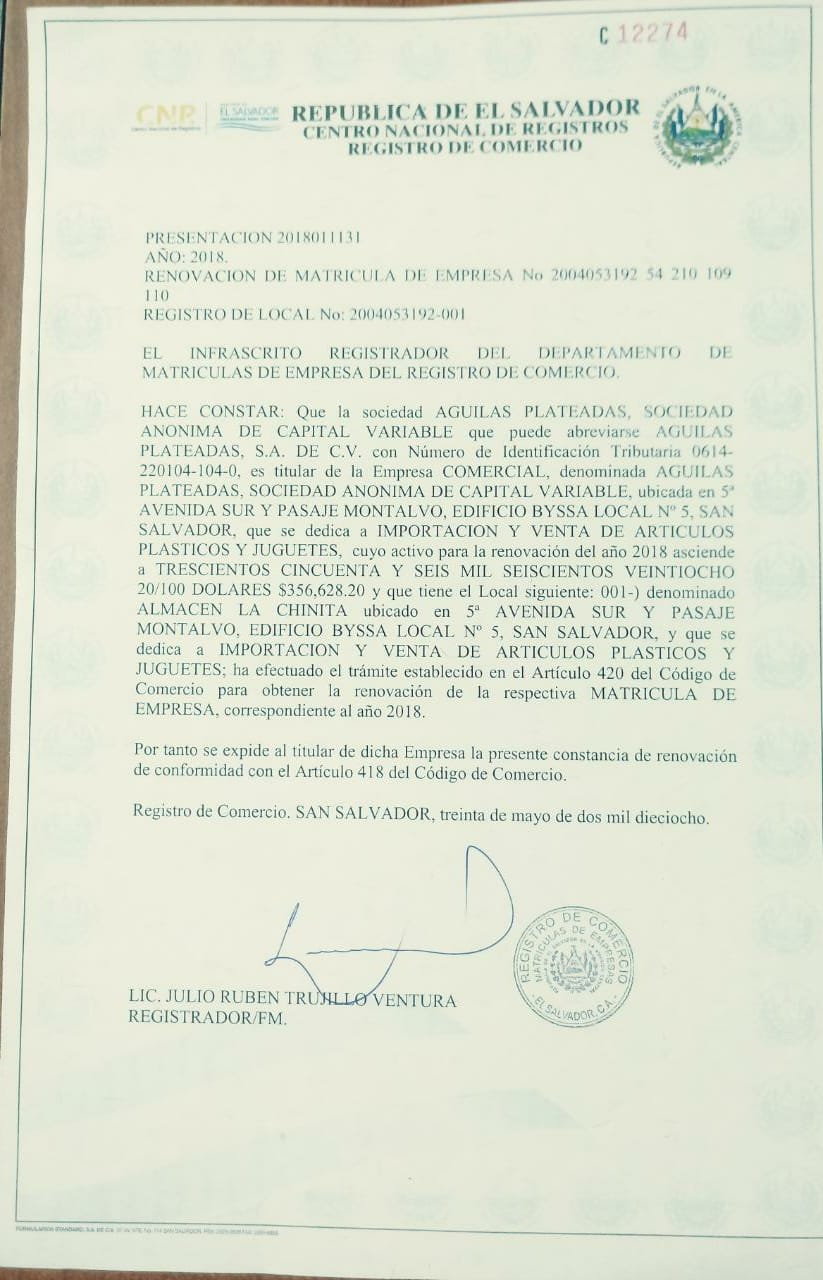 C 12274
CNR
Centro Nacional de Registros
EL SALVADOR
REPUBLICA DE EL SALVADOR
CENTRO NACIONAL DE REGISTROS
REGISTRO DE COMERCIO
PRESENTACION 2018011131
AÑO: 2018.
RENOVACION DE MATRICULA DE EMPRESA No 2004053192 54 210 109
110
REGISTRO DE LOCAL No: 2004053192-001
EL INFRASCRITO REGISTRADOR DEL DEPARTAMENTO DE
MATRICULAS DE EMPRESA DEL REGISTRO DE COMERCIO.
HACE CONSTAR: Que la sociedad AGUILAS PLATEADAS, SOCIEDAD
ANONIMA DE CAPITAL VARIABLE que puede abreviarse AGUILAS
PLATEADAS, S.A. DE C.V. con Número de Identificación Tributaria 0614-
220104-104-0, es titular de la Empresa COMERCIAL, denominada AGUILAS
PLATEADAS, SOCIEDAD ANONIMA DE CAPITAL VARIABLE, ubicada en 5ª
AVENIDA SUR Y PASAJE MONTALVO, EDIFICIO BYSSA LOCAL Nº 5, SAN
SALVADOR, que se dedica a IMPORTACION Y VENTA DE ARTICULOS
PLASTICOS Y JUGUETES, cuyo activo para la renovación del año 2018 asciende
a TRESCIENTOS CINCUENTA Y SEIS MIL SEISCIENTOS VEINTIOCHO
20/100 DOLARES $356,628.20 y que tiene el Local siguiente: 001-) denominado
ALMACEN LA CHINITA ubicado en 5ª AVENIDA SUR Y PASAJE
MONTALVO, EDIFICIO BYSSA LOCAL Nº 5, SAN SALVADOR, y que se
dedica a IMPORTACION Y VENTA DE ARTICULOS PLASTICOS Y
JUGUETES; ha efectuado el trámite establecido en el Artículo 420 del Código de
Comercio para obtener la renovación de la respectiva MATRICULA DE
EMPRESA, correspondiente al año 2018.
Por tanto se expide al titular de dicha Empresa la presente constancia de renovación
de conformidad con el Artículo 418 del Código de Comercio.
Registro de Comercio. SAN SALVADOR, treinta de mayo de dos mil dieciocho.
REGISTRO DE COMERCIO
MATRICULAS DE EMPRESAS
EL SALVADOR, C.A.
LIC. JULIO RUBEN TRUJILLO VENTURA
REGISTRADOR/FM.